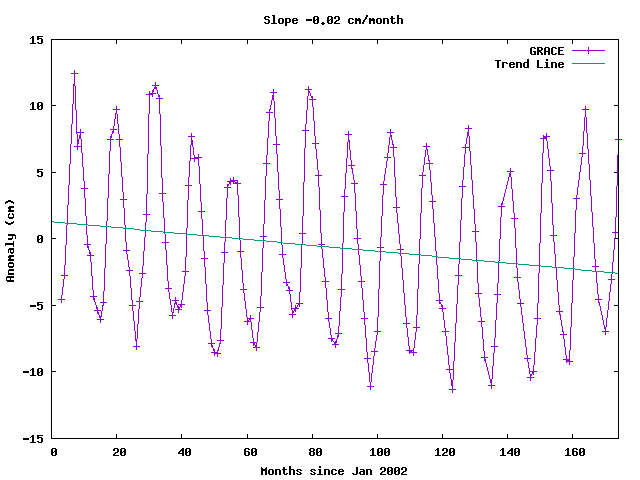 Slope -0.02 cm/month
GRACE
Trend Line
15
10
5
0
-5
-10
-15
Anomaly (cm)
0 20 40 60 80 100 120 140 160
Months since Jan 2002